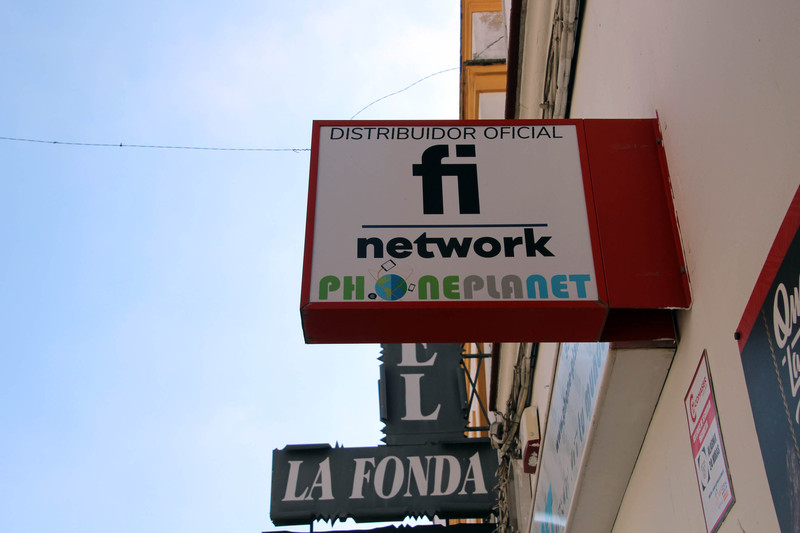 DISTRIBUIDOR OFICIAL
fi
network
PHONEPLANET
EL
LA FONDA